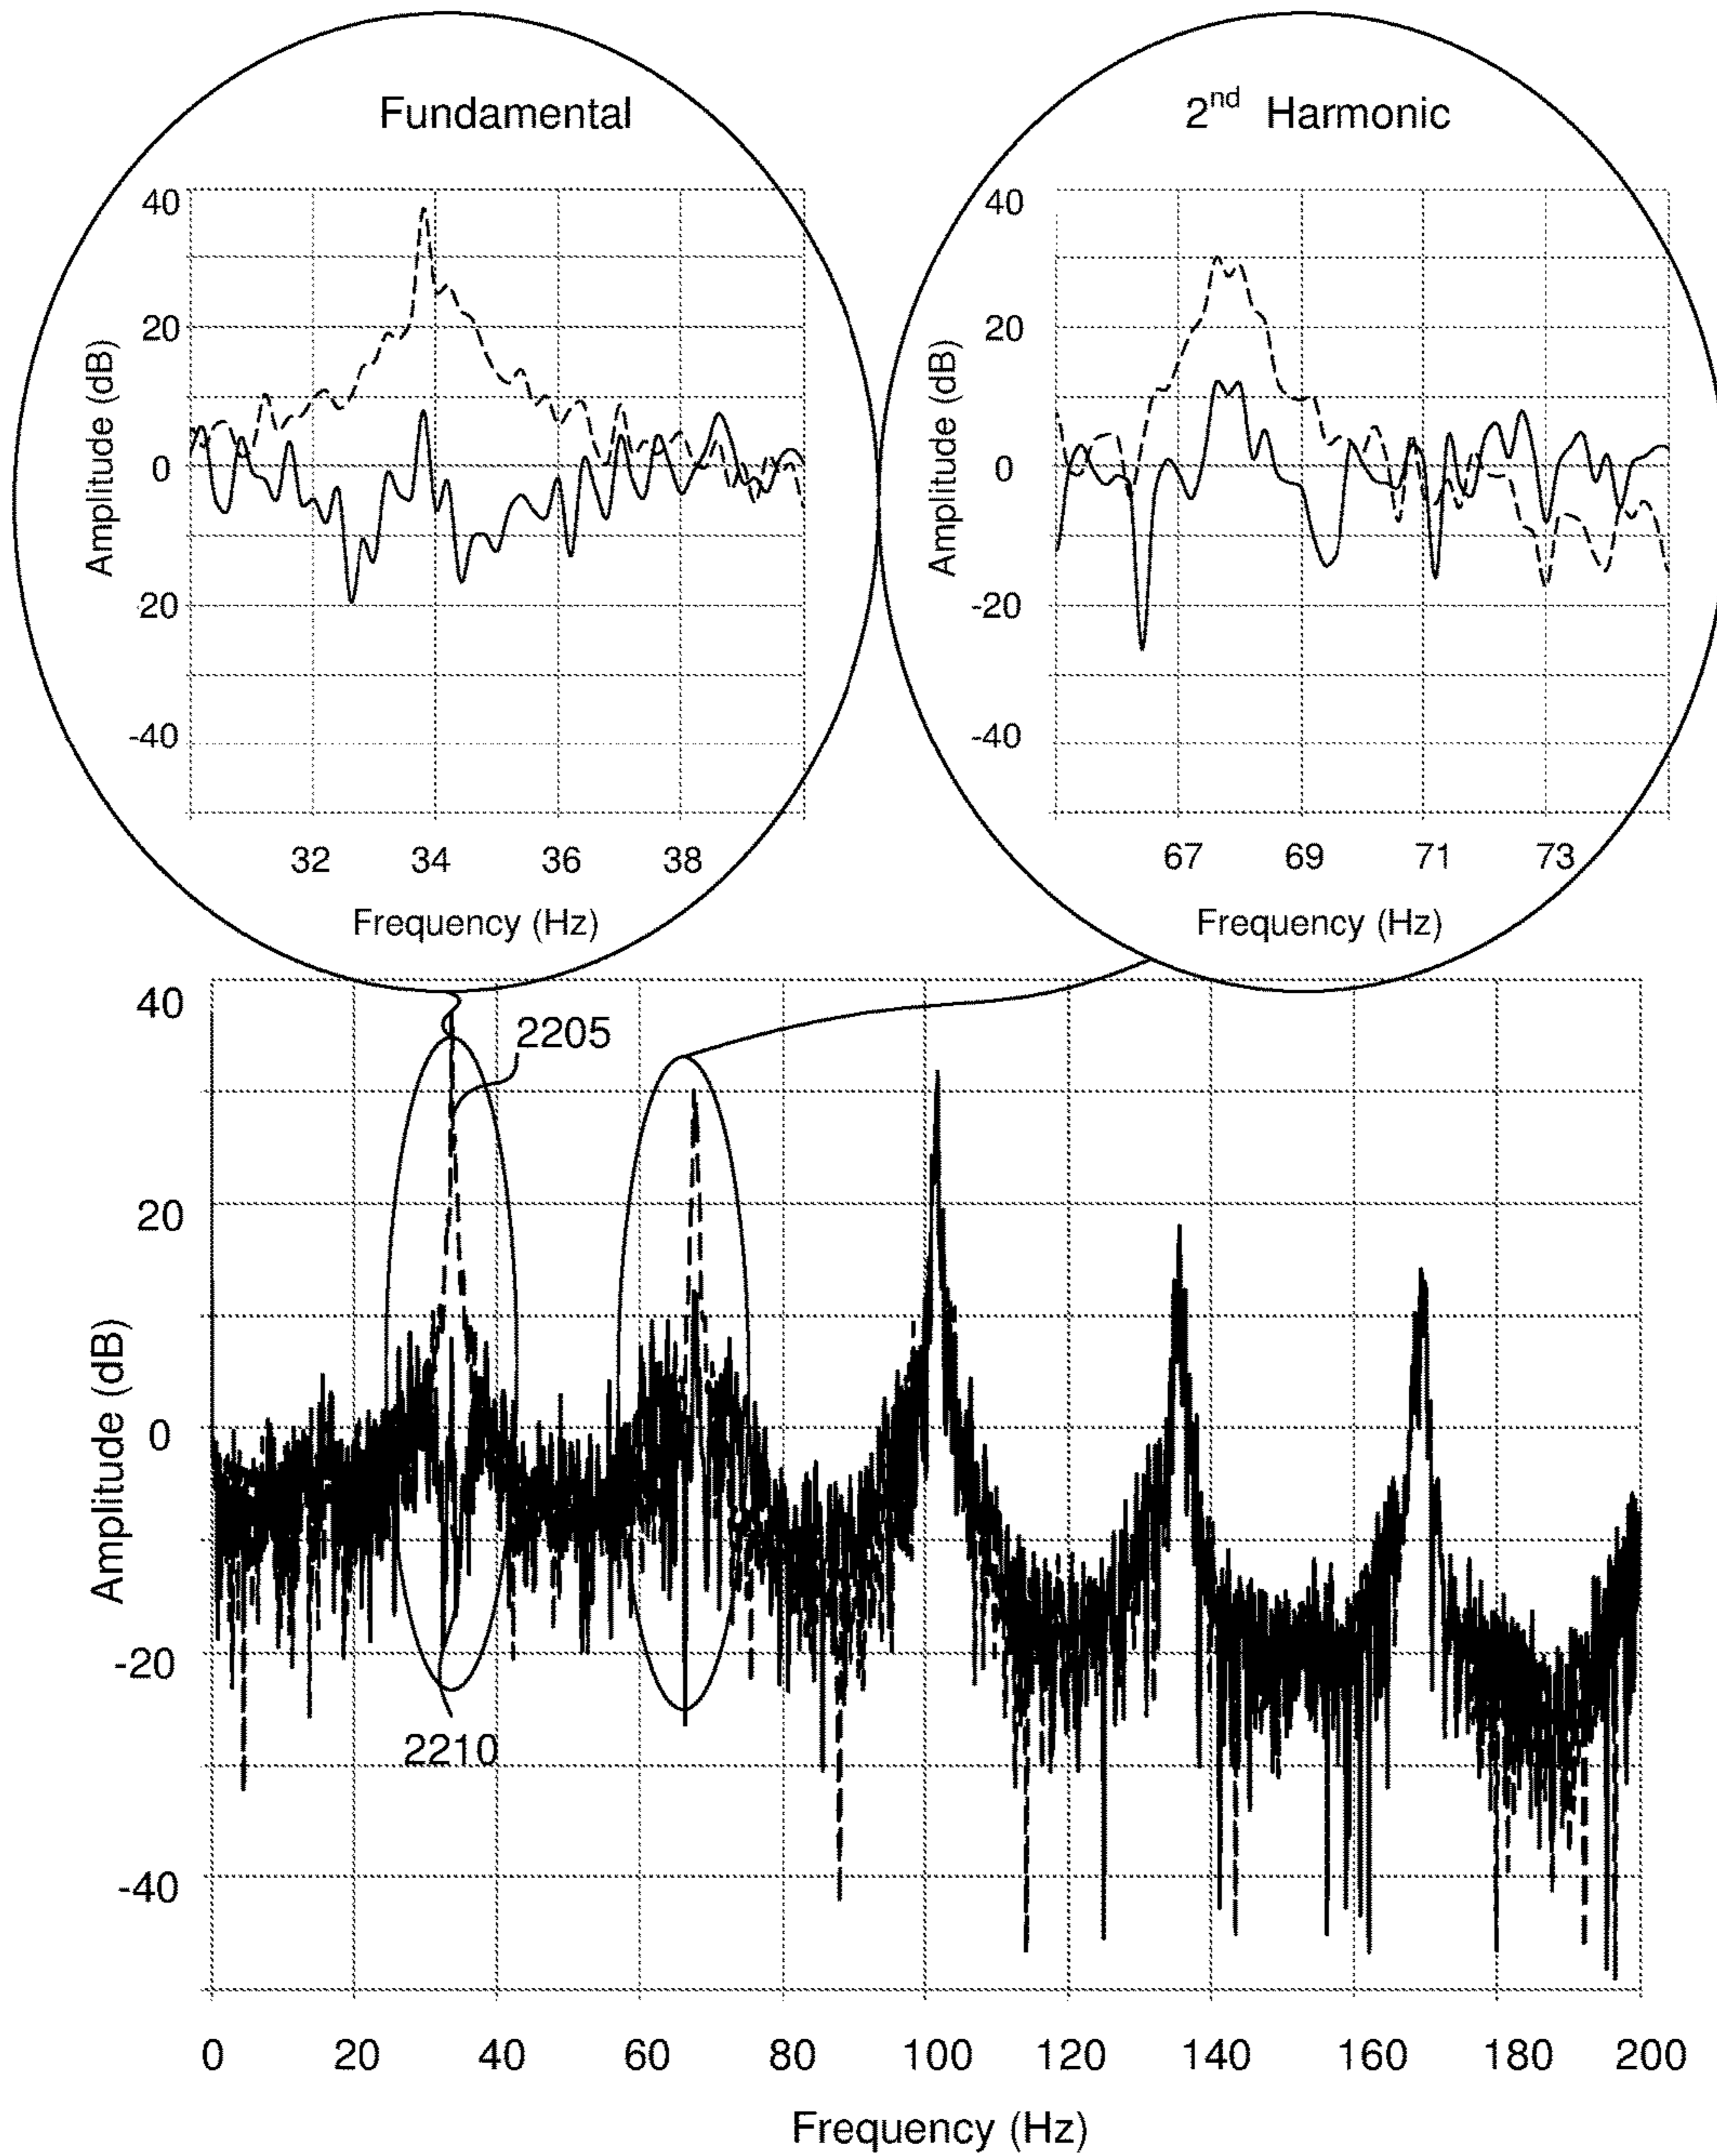 Fundamental
40
20
0
20
-40
Amplitude (dB)
32 34 36 38
Frequency (Hz)
2nd Harmonic
40
20
0
-20
-40
Amplitude (dB)
67 69 71 73
Frequency (Hz)
40
20
0
-20
-40
Amplitude (dB)
2205
2210
0 20 40 60 80 100 120 140 160 180 200
Frequency (Hz)